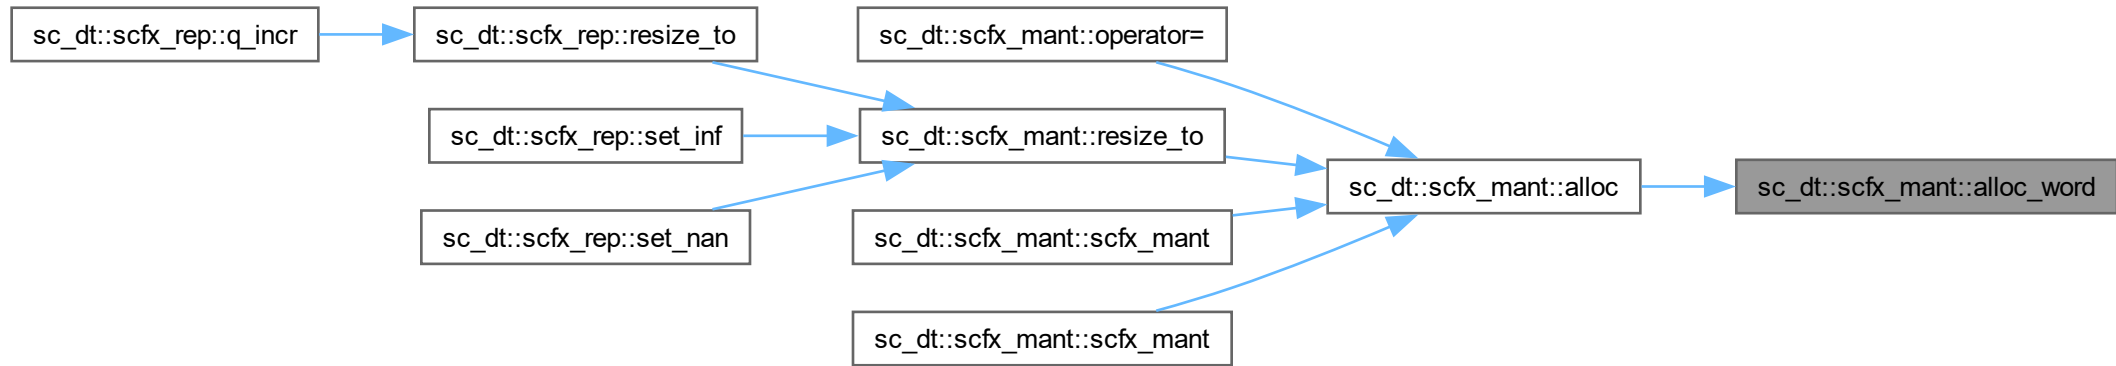 sc_dt::scfx_rep::q_incr
sc_dt::scfx_rep::resize_to
sc_dt::scfx_mant::operator=
sc_dt::scfx_rep::set_inf
sc_dt::scfx_mant::resize_to
sc_dt::scfx_mant::alloc
sc_dt::scfx_mant::alloc_word
sc_dt::scfx_rep::set_nan
sc_dt::scfx_mant::scfx_mant
sc_dt::scfx_mant::scfx_mant